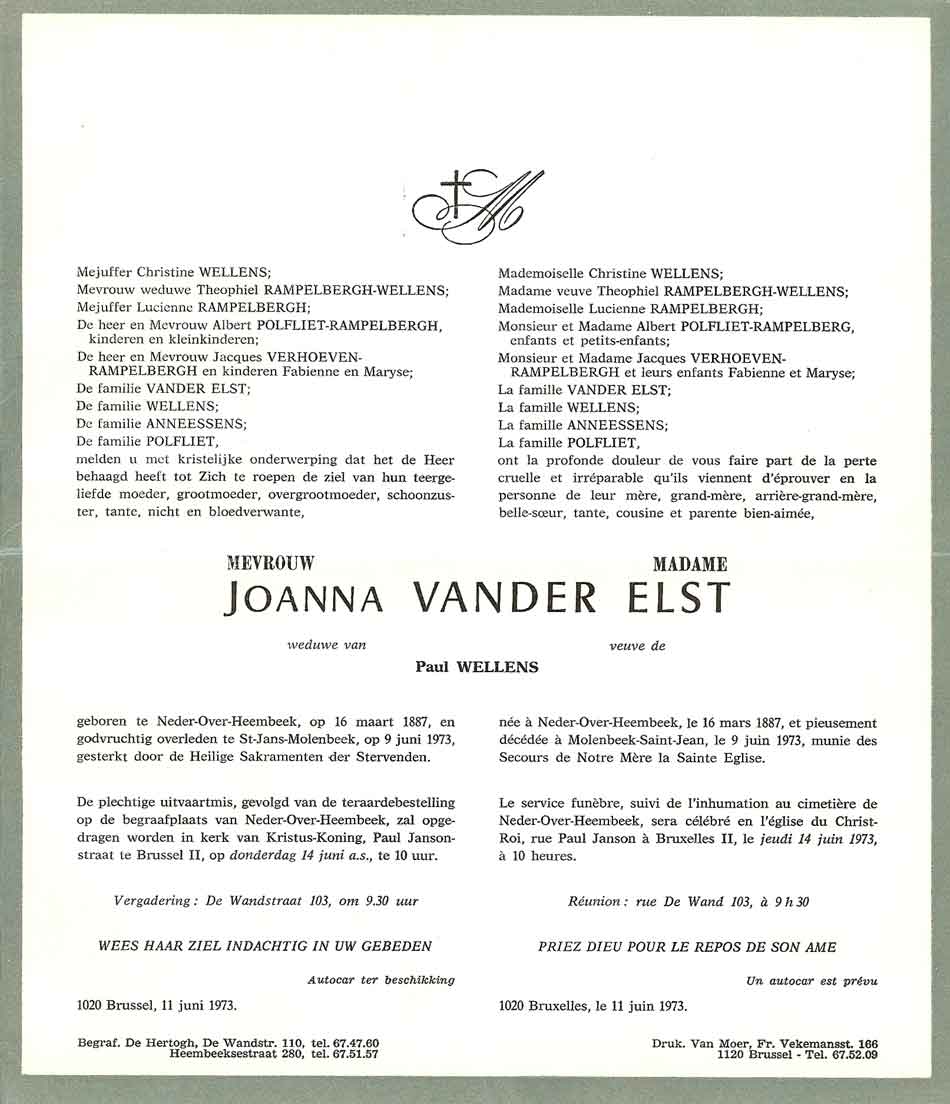 M
Mejuffer Christine WELLENS;
Mevrouw weduwe Theophiel RAMPELBERGH-WELLENS;
Mejuffer Lucienne RAMPELBERGH;
De heer en Mevrouw Albert POLFLIET-RAMPELBERGH,
kinderen en kleinkinderen;
De heer en Mevrouw Jacques VERHOEVEN-
RAMPELBERGH en kinderen Fabienne en Maryse;
De familie VANDER ELST;
De familie WELLENS;
De familie ANNEESSENS;
De familie POLFLIET,
melden u met kristelijke onderwerping dat het de Heer
behaagd heeft tot Zich te roepen de ziel van hun teerge-
liefde moeder, grootmoeder, overgrootmoeder, schoonzus-
ter, tante, nicht en bloedverwante,
Mademoiselle Christine WELLENS;
Madame veuve Theophiel RAMPELBERGH-WELLENS;
Mademoiselle Lucienne RAMPELBERGH;
Monsieur et Madame Albert POLFLIET-RAMPELBERG,
enfants et petits-enfants;
Monsieur et Madame Jacques VERHOEVEN-
RAMPELBERGH et leurs enfants Fabienne et Maryse;
La famille VANDER ELST;
La famille WELLENS;
La famille ANNEESSENS;
La famille POLFLIET,
ont la profonde douleur de vous faire part de la perte
cruelle et irréparable qu'ils viennent d'éprouver en la
personne de leur mère, grand-mère, arrière-grand-mère,
belle-sœur, tante, cousine et parente bien-aimée,
MEVROUW MADAME
JOANNA VANDER ELST
weduwe van veuve de
Paul WELLENS
geboren te Neder-Over-Heembeek, op 16 maart 1887, en
godvruchtig overleden te St-Jans-Molenbeek, op 9 juni 1973,
gesterkt door de Heilige Sakramenten der Stervenden.
De plechtige uitvaartmis, gevolgd van de teraardebestelling
op de begraafplaats van Neder-Over-Heembeek, zal opge-
dragen worden in kerk van Kristus-Koning, Paul Janson-
straat te Brussel II, op donderdag 14 juni a.s., te 10 uur.
Vergadering : De Wandstraat 103, om 9.30 uur
WEES HAAR ZIEL INDACHTIG IN UW GEBEDEN
Autocar ter beschikking
1020 Brussel, 11 juni 1973.
née à Neder-Over-Heembeek, le 16 mars 1887, et pieusement
décédée à Molenbeek-Saint-Jean, le 9 juin 1973, munie des
Secours de Notre Mère la Sainte Eglise.
Le service funèbre, suivi de l'inhumation au cimetière de
Neder-Over-Heembeek, sera célébré en l'église du Christ-
Roi, rue Paul Janson à Bruxelles II, le jeudi 14 juin 1973,
à 10 heures.
Réunion : rue De Wand 103, à 9 h 30
PRIEZ DIEU POUR LE REPOS DE SON AME
Un autocar est prévu
1020 Bruxelles, le 11 juin 1973.
Begraf. De Hertogh, De Wandstr. 110, tel. 67.47.60
Heembeeksestraat 280, tel. 67.51.57
Druk. Van Moer, Fr. Vekemansst. 166
1120 Brussel - Tel. 67.52.09